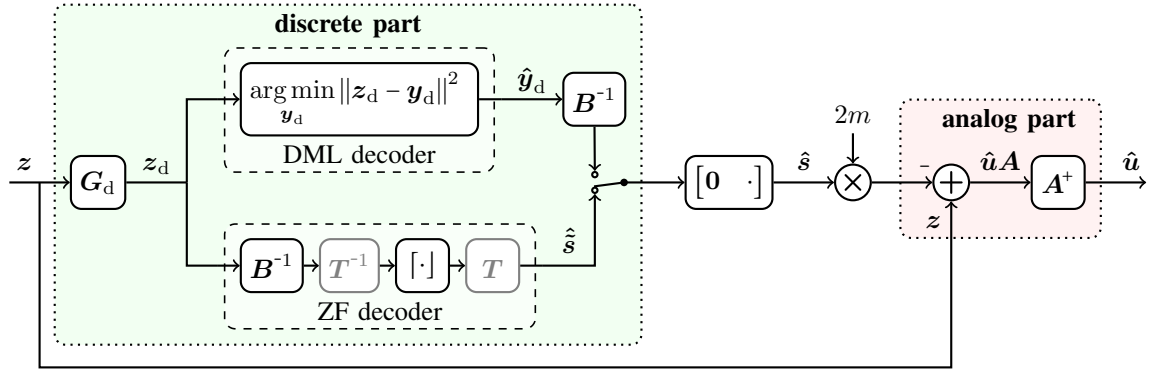 discrete part
arg min ||z_d − y_d||²
y_d
ŷ_d
B⁻¹
DML decoder
2m
analog part
z
G_d
z_d
[0 ·]
ŝ
×
−
+
ûA
A⁺
û
z
B⁻¹
T⁻¹
⌈·⌋
T
s̃̂
ZF decoder